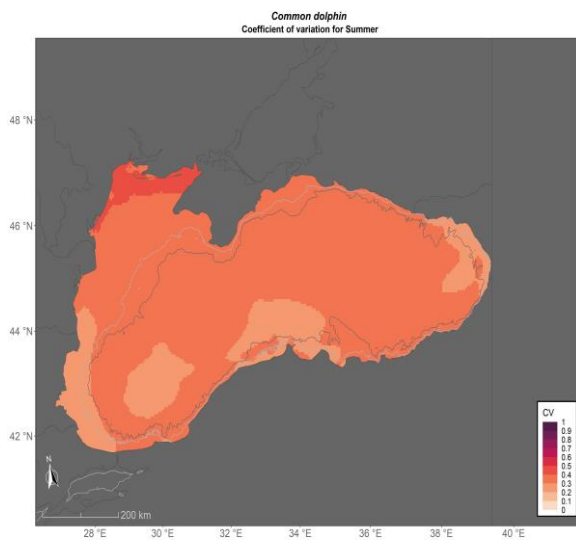 Common dolphin
Coefficient of variation for Summer
48 °N
46 °N
44 °N
42 °N
N
200 km
28 °E
30 °E
32 °E
34 °E
36 °E
38 °E
40 °E
CV
1
0.9
0.8
0.7
0.6
0.5
0.4
0.3
0.2
0.1
0